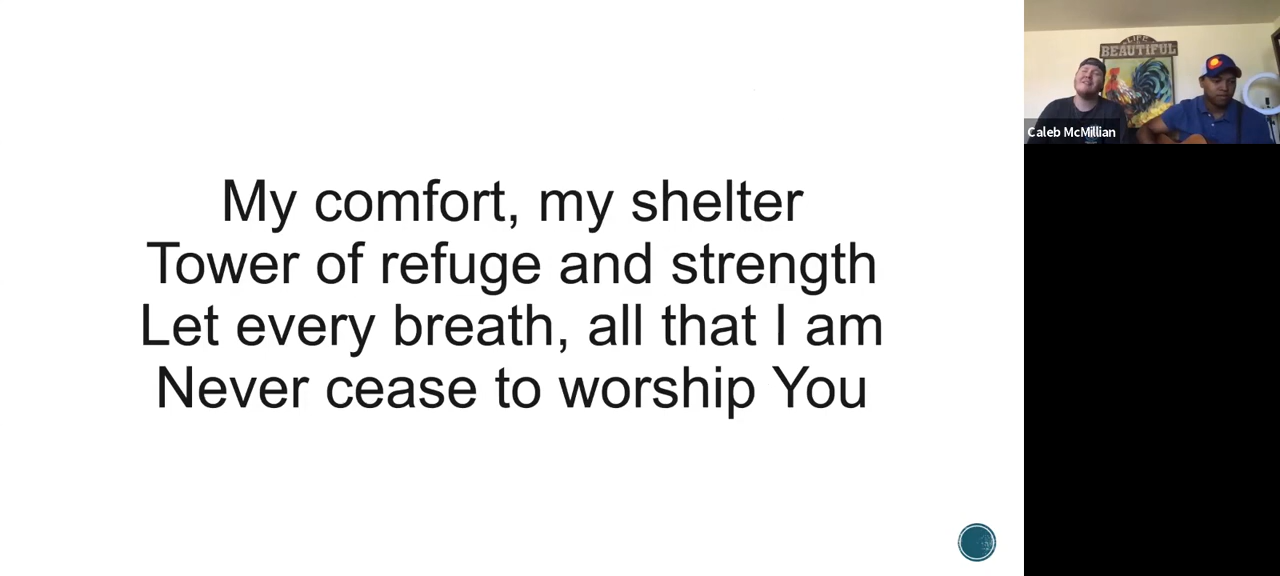 My comfort, my shelter
Tower of refuge and strength
Let every breath, all that I am
Never cease to worship You
LIFE
BEAUTIFUL
Caleb McMillian